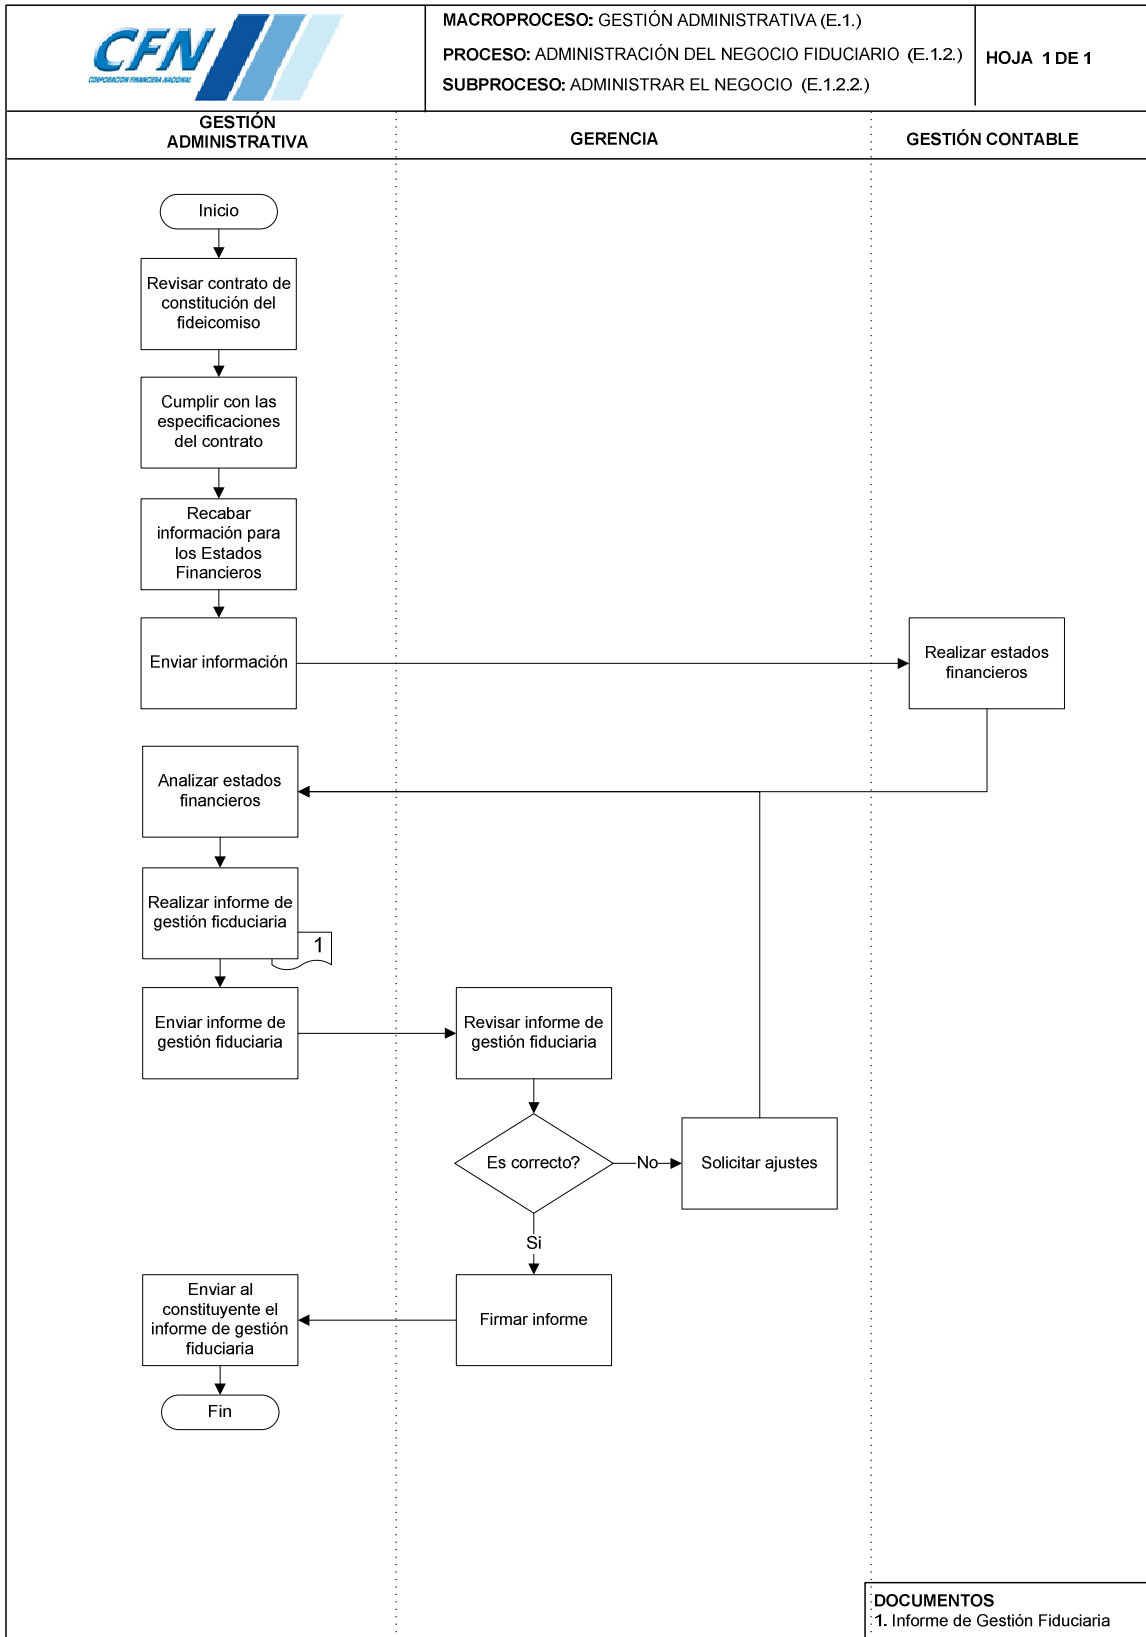 CFN
CORPORACIÓN FINANCIERA NACIONAL
MACROPROCESO: GESTIÓN ADMINISTRATIVA (E.1.)
PROCESO: ADMINISTRACIÓN DEL NEGOCIO FIDUCIARIO (E.1.2.)
SUBPROCESO: ADMINISTRAR EL NEGOCIO (E.1.2.2.)
HOJA 1 DE 1
GESTIÓN
ADMINISTRATIVA
GERENCIA
GESTIÓN CONTABLE
Inicio
Revisar contrato de
constitución del
fideicomiso
Cumplir con las
especificaciones
del contrato
Recabar
información para
los Estados
Financieros
Enviar información
Realizar estados
financieros
Analizar estados
financieros
Realizar informe de
gestión ficduciaria
1
Enviar informe de
gestión fiduciaria
Revisar informe de
gestión fiduciaria
Es correcto?
No
Solicitar ajustes
Si
Enviar al
constituyente el
informe de gestión
fiduciaria
Firmar informe
Fin
DOCUMENTOS
1. Informe de Gestión Fiduciaria